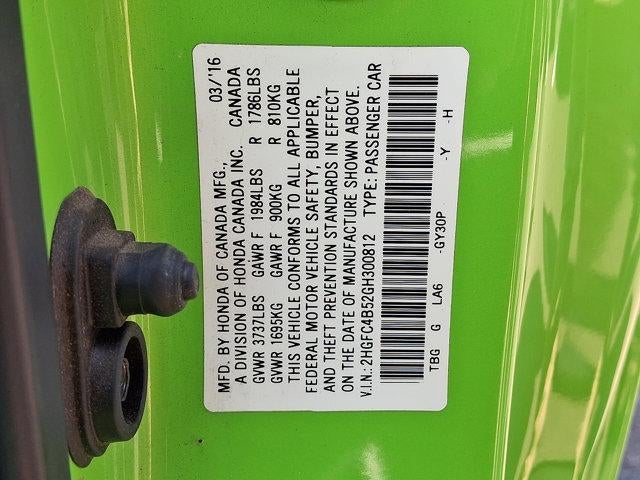 MFD. BY HONDA OF CANADA MFG., 03/'16
A DIVISION OF HONDA CANADA INC. CANADA
GVWR 3737LBS GAWR F 1984LBS R 1786LBS
GVWR 1695KG GAWR F 900KG R 810KG
THIS VEHICLE CONFORMS TO ALL APPLICABLE
FEDERAL MOTOR VEHICLE SAFETY, BUMPER,
AND THEFT PREVENTION STANDARDS IN EFFECT
ON THE DATE OF MANUFACTURE SHOWN ABOVE.
V.I.N.: 2HGFC4B52GH300812 TYPE: PASSENGER CAR
TBG G LA6 -GY30P -Y -H